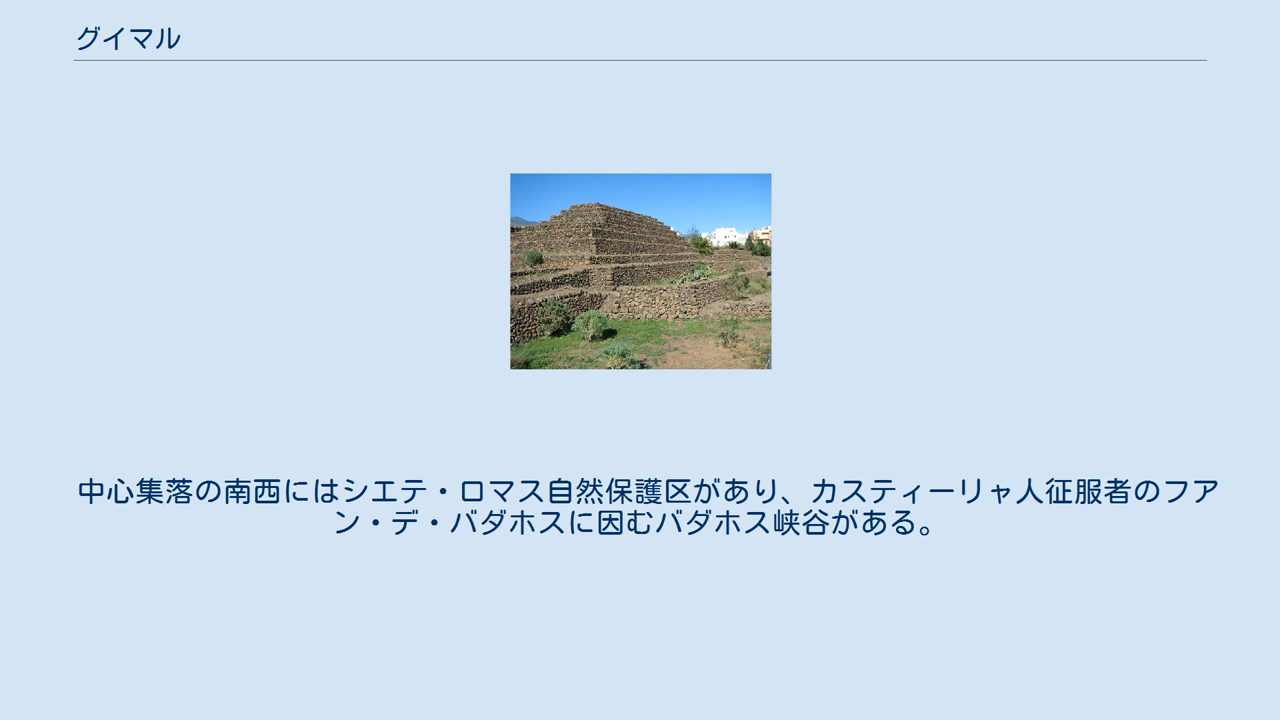 グイマル
中心集落の南西にはシエテ・ロマス自然保護区があり、カスティーリャ人征服者のフア
ン・デ・バダホスに因むバダホス峡谷がある。